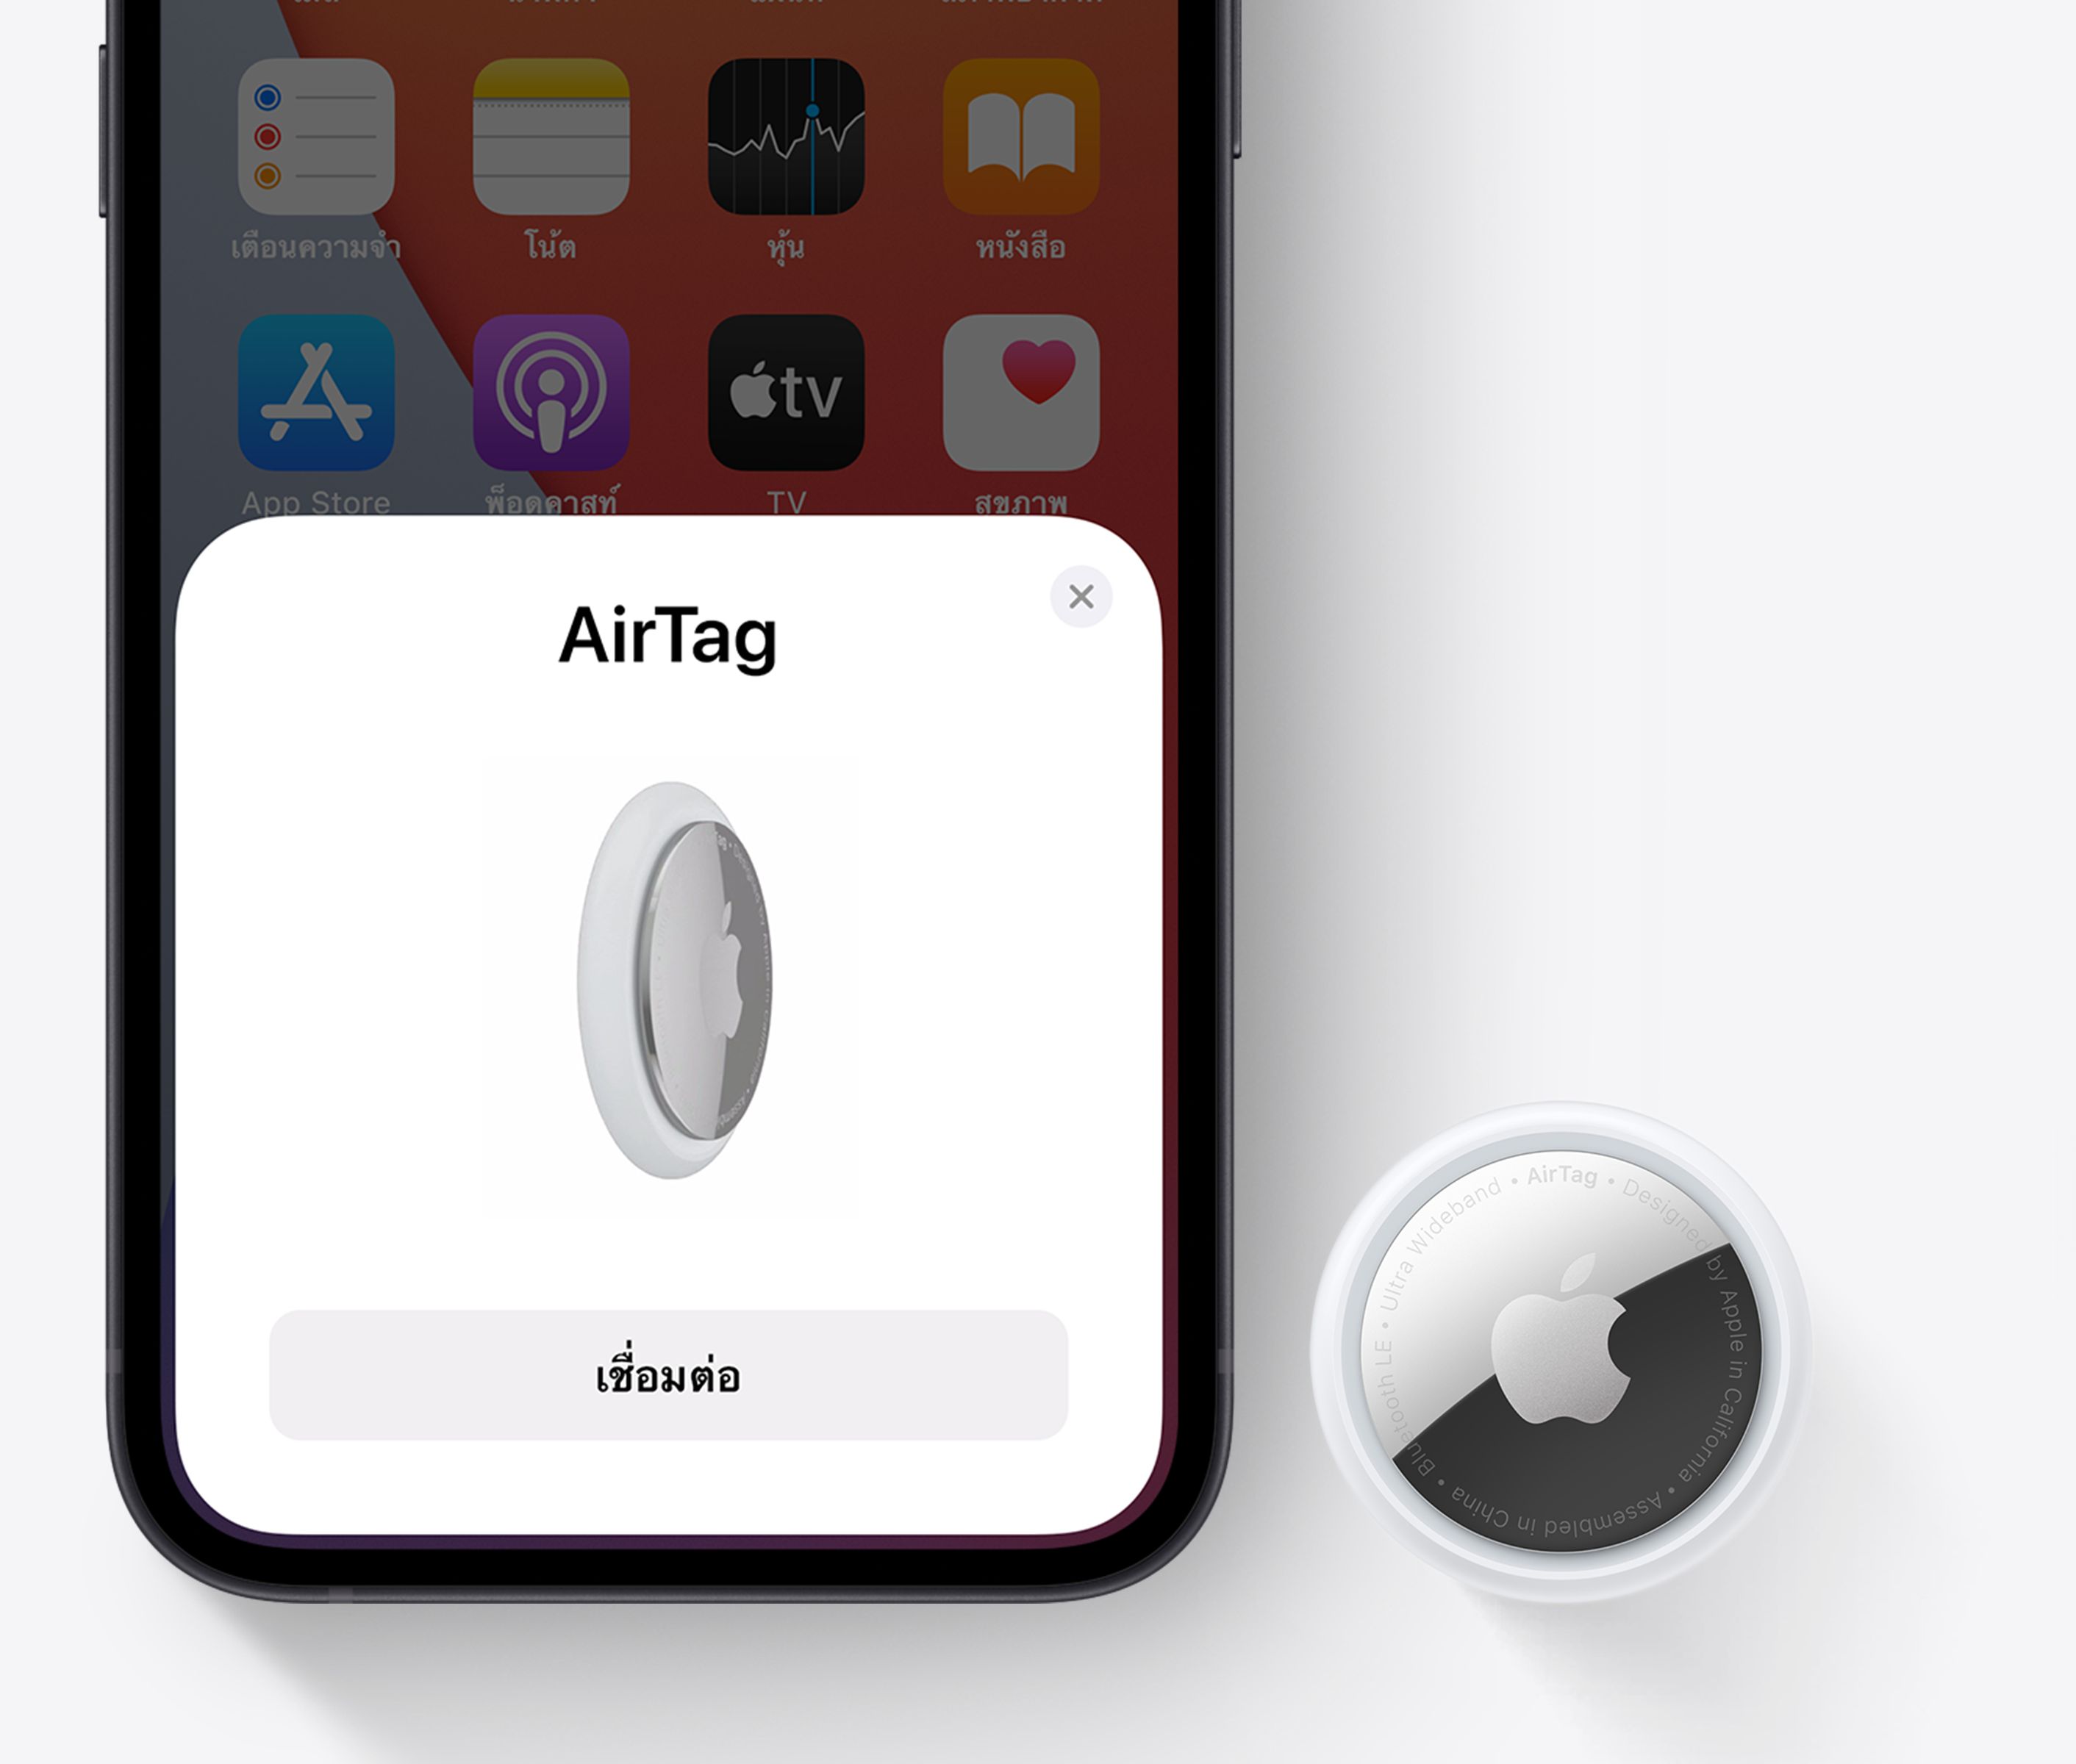 เตือนความจำ
โน้ต
หุ้น
หนังสือ
App Store
พ็อดคาสท์
tv
TV
สุขภาพ
AirTag
เชื่อมต่อ
AirTag • Designed by Apple in California • Assembled in China • Bluetooth LE • Ultra Wideband •